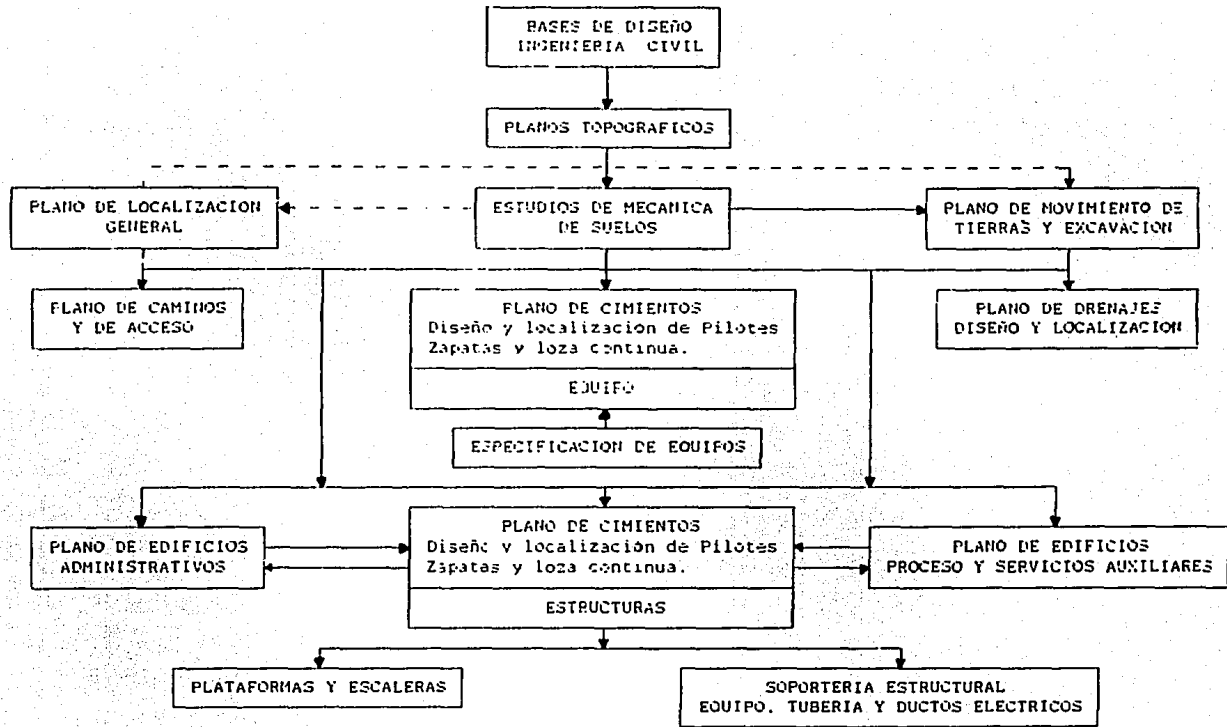 BASES DE DISEÑO
INGENIERIA CIVIL
PLANOS TOPOGRAFICOS
PLANO DE LOCALIZACION
GENERAL
ESTUDIOS DE MECANICA
DE SUELOS
PLANO DE MOVIMIENTO DE
TIERRAS Y EXCAVACION
PLANO DE CAMINOS
Y DE ACCESO
PLANO DE CIMIENTOS
Diseño y localización de Pilotes
Zapatas y loza continua.
EQUIPO
PLANO DE DRENAJES
DISEÑO Y LOCALIZACION
ESPECIFICACION DE EQUIPOS
PLANO DE EDIFICIOS
ADMINISTRATIVOS
PLANO DE CIMIENTOS
Diseño y localización de Pilotes
Zapatas y loza continua.
ESTRUCTURAS
PLANO DE EDIFICIOS
PROCESO Y SERVICIOS AUXILIARES
PLATAFORMAS Y ESCALERAS
SOPORTERIA ESTRUCTURAL
EQUIPO, TUBERIA Y DUCTOS ELECTRICOS